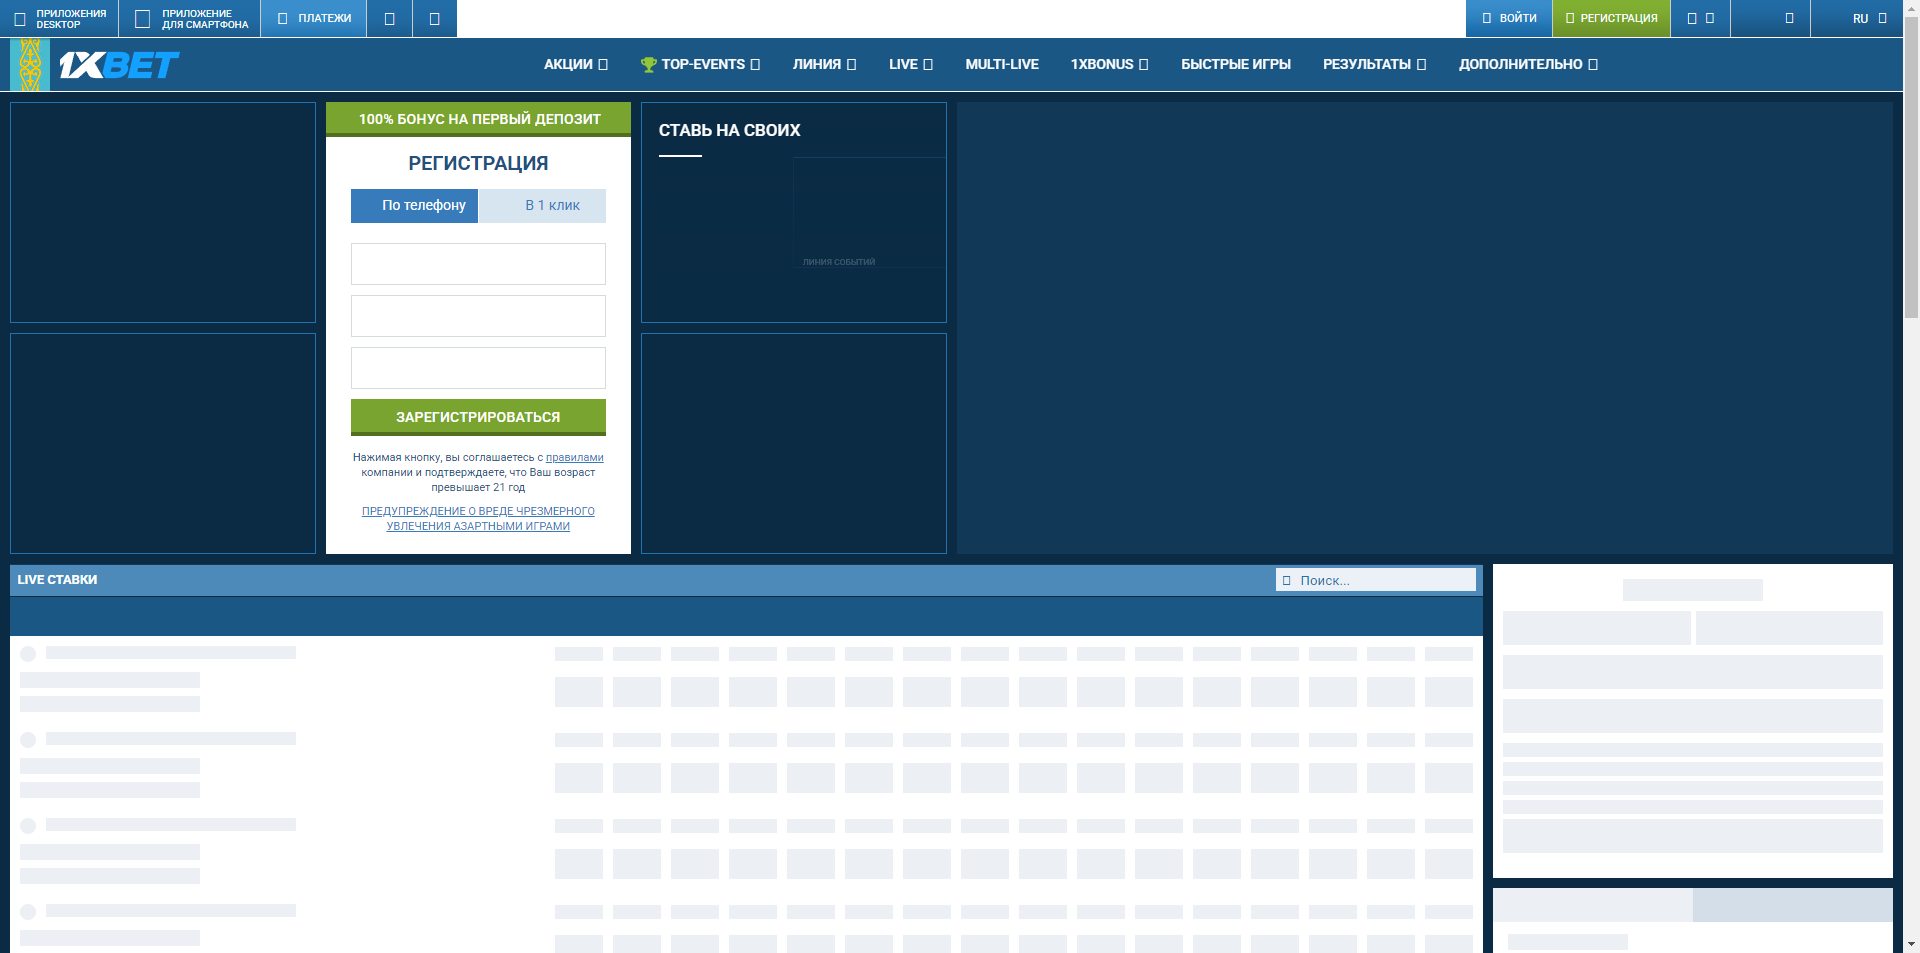 ПРИЛОЖЕНИЯ
DESKTOP
ПРИЛОЖЕНИЕ
ДЛЯ СМАРТФОНА
ПЛАТЕЖИ
ВОЙТИ
РЕГИСТРАЦИЯ
RU
1XBET
АКЦИИ
TOP-EVENTS
ЛИНИЯ
LIVE
MULTI-LIVE
1XBONUS
БЫСТРЫЕ ИГРЫ
РЕЗУЛЬТАТЫ
ДОПОЛНИТЕЛЬНО
100% БОНУС НА ПЕРВЫЙ ДЕПОЗИТ
РЕГИСТРАЦИЯ
По телефону
В 1 клик
ЗАРЕГИСТРИРОВАТЬСЯ
Нажимая кнопку, вы соглашаетесь с правилами
компании и подтверждаете, что Ваш возраст
превышает 21 год
ПРЕДУПРЕЖДЕНИЕ О ВРЕДЕ ЧРЕЗМЕРНОГО
УВЛЕЧЕНИЯ АЗАРТНЫМИ ИГРАМИ
СТАВЬ НА СВОИХ
ЛИНИЯ СОБЫТИЙ
LIVE СТАВКИ
Поиск...